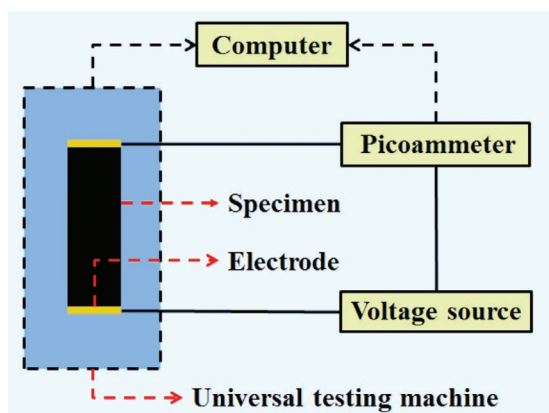 Computer
Picoammeter
Specimen
Electrode
Voltage source
Universal testing machine